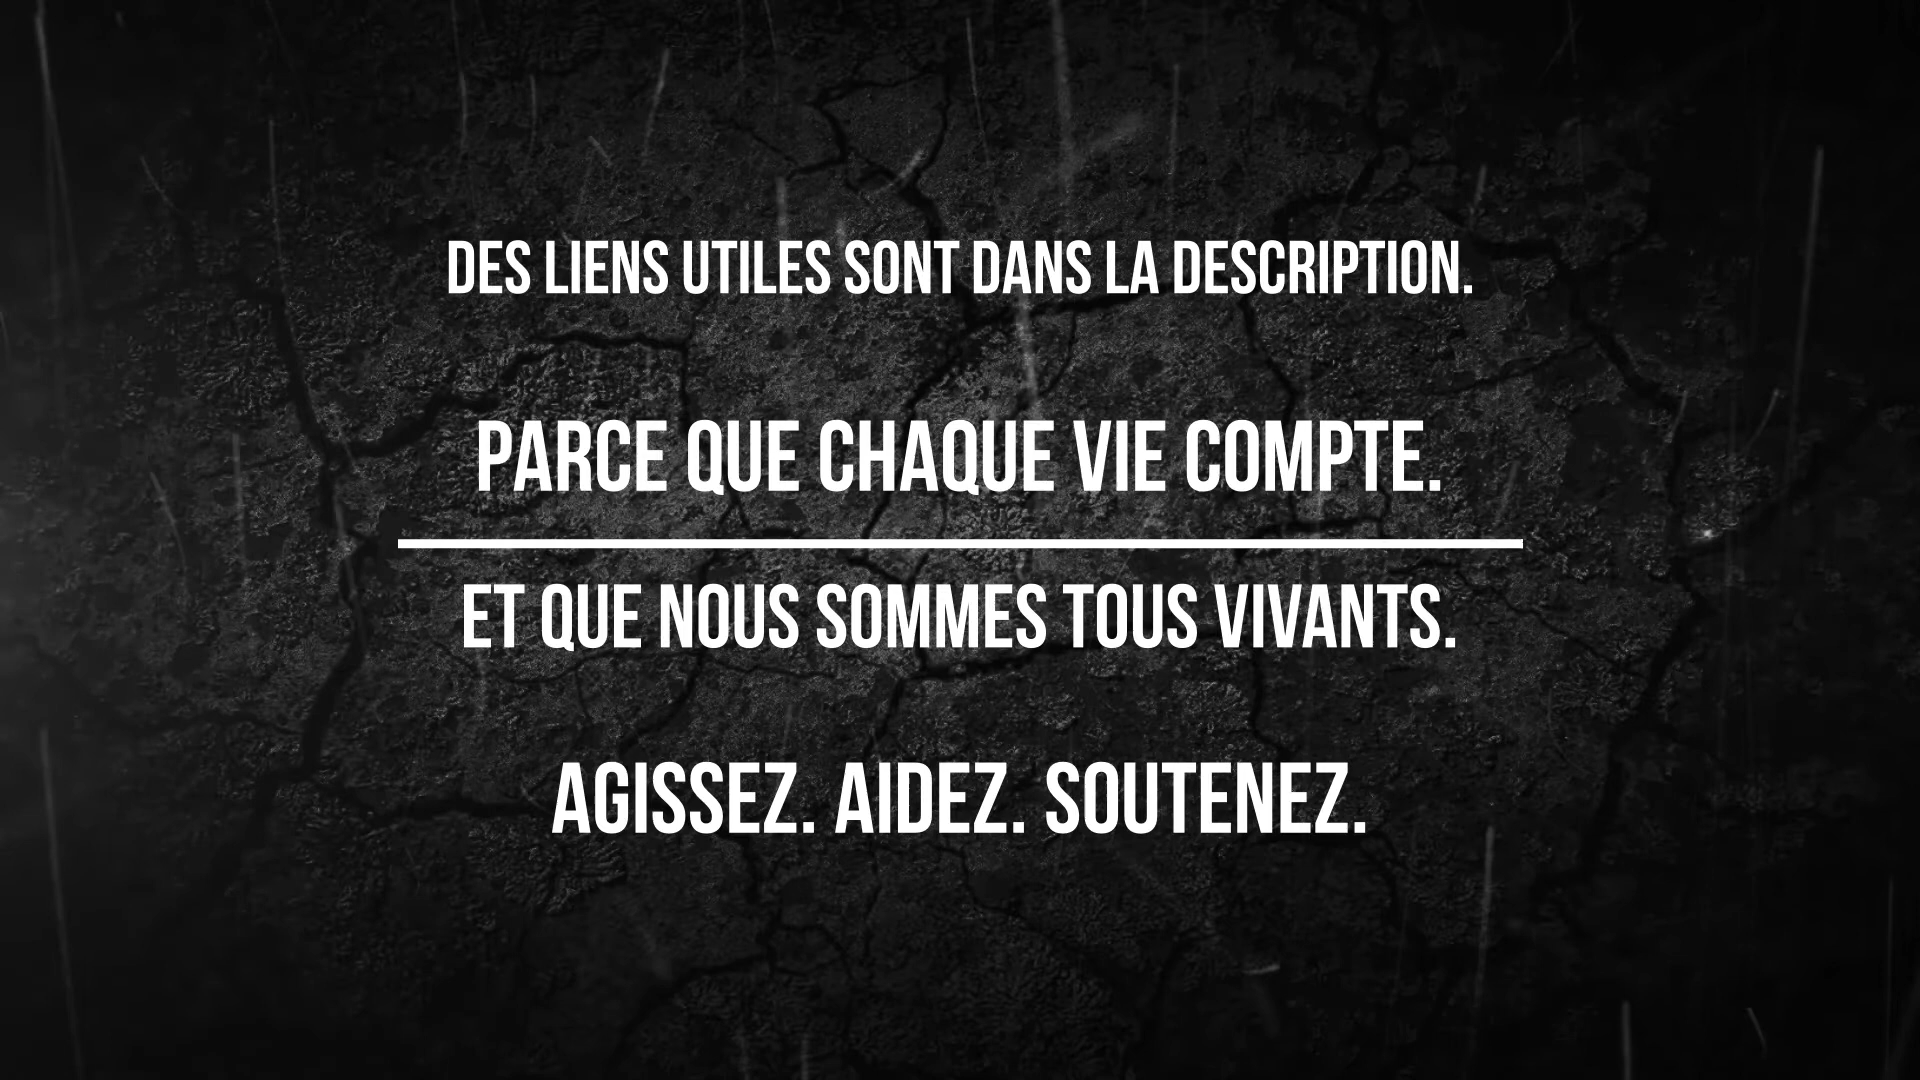 DES LIENS UTILES SONT DANS LA DESCRIPTION.
PARCE QUE CHAQUE VIE COMPTE.
ET QUE NOUS SOMMES TOUS VIVANTS.
AGISSEZ. AIDEZ. SOUTENEZ.